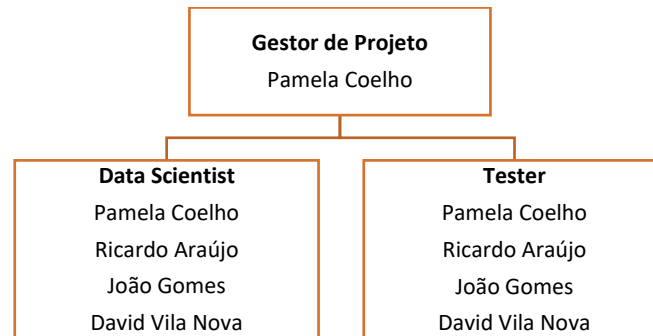 Gestor de Projeto
Pamela Coelho
Data Scientist
Pamela Coelho
Ricardo Araújo
João Gomes
David Vila Nova
Tester
Pamela Coelho
Ricardo Araújo
João Gomes
David Vila Nova